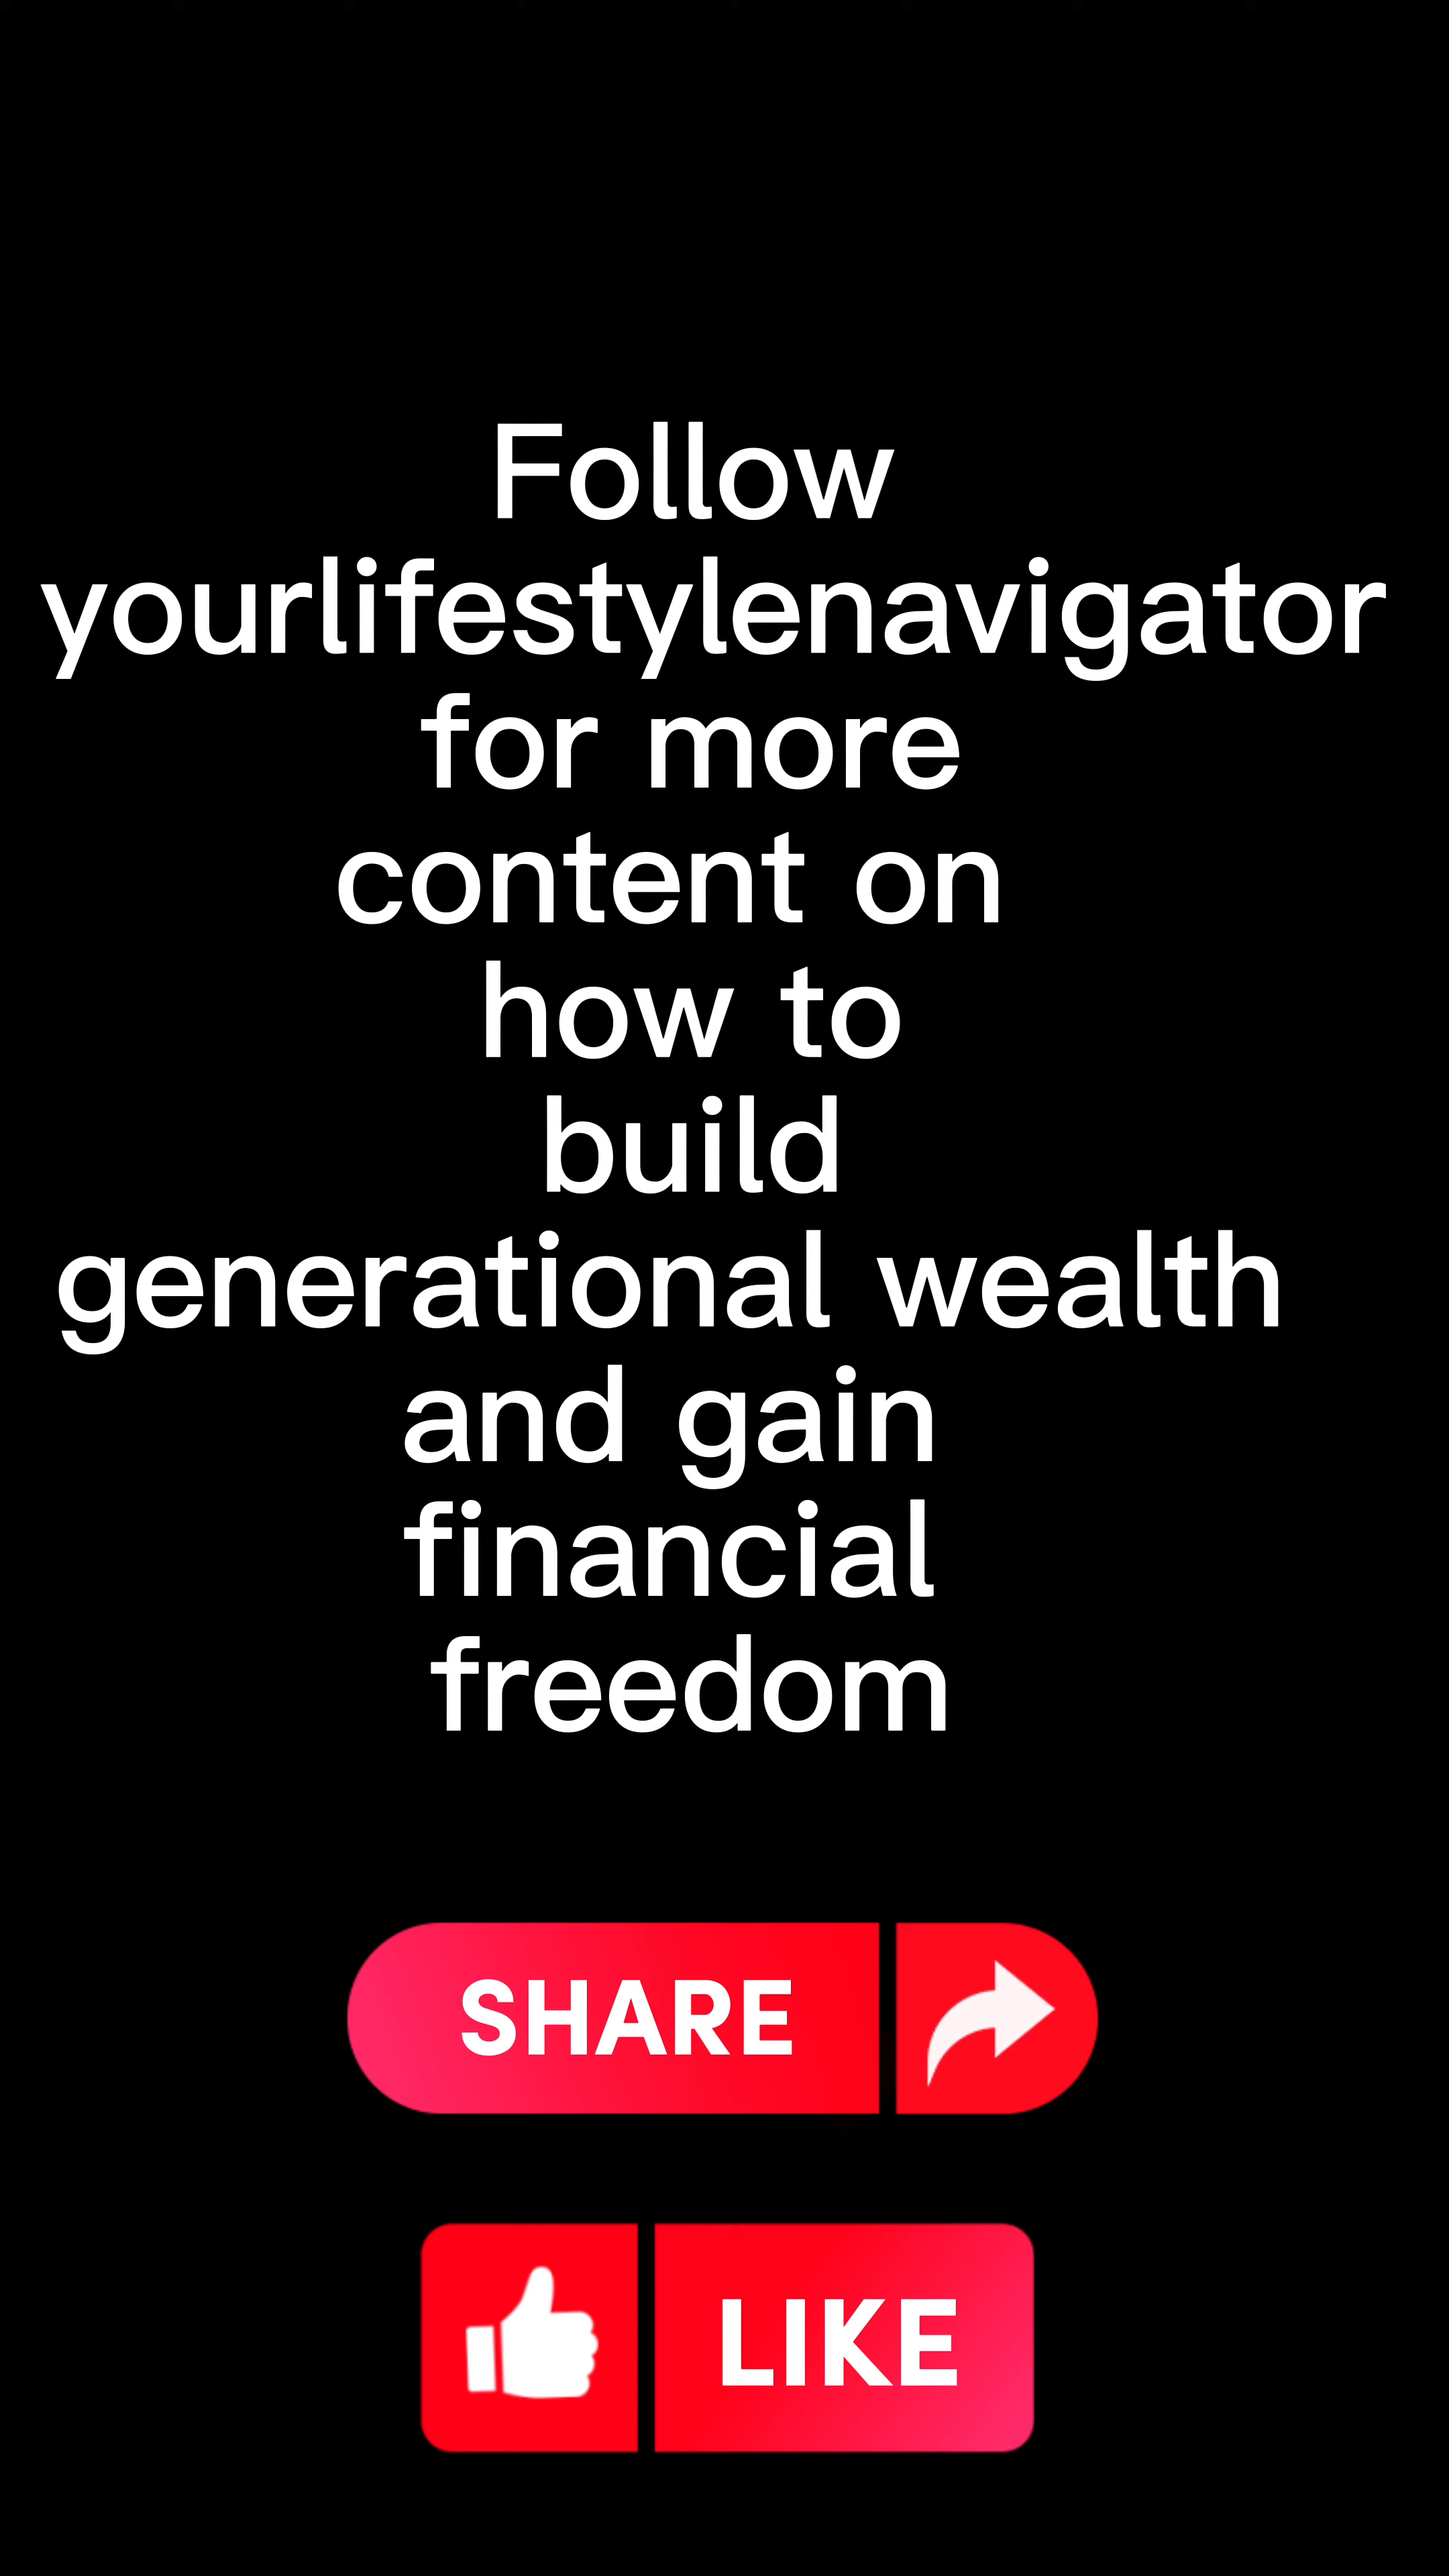 Follow
yourlifestylenavigator
for more
content on
how to
build
generational wealth
and gain
financial
freedom
SHARE
LIKE